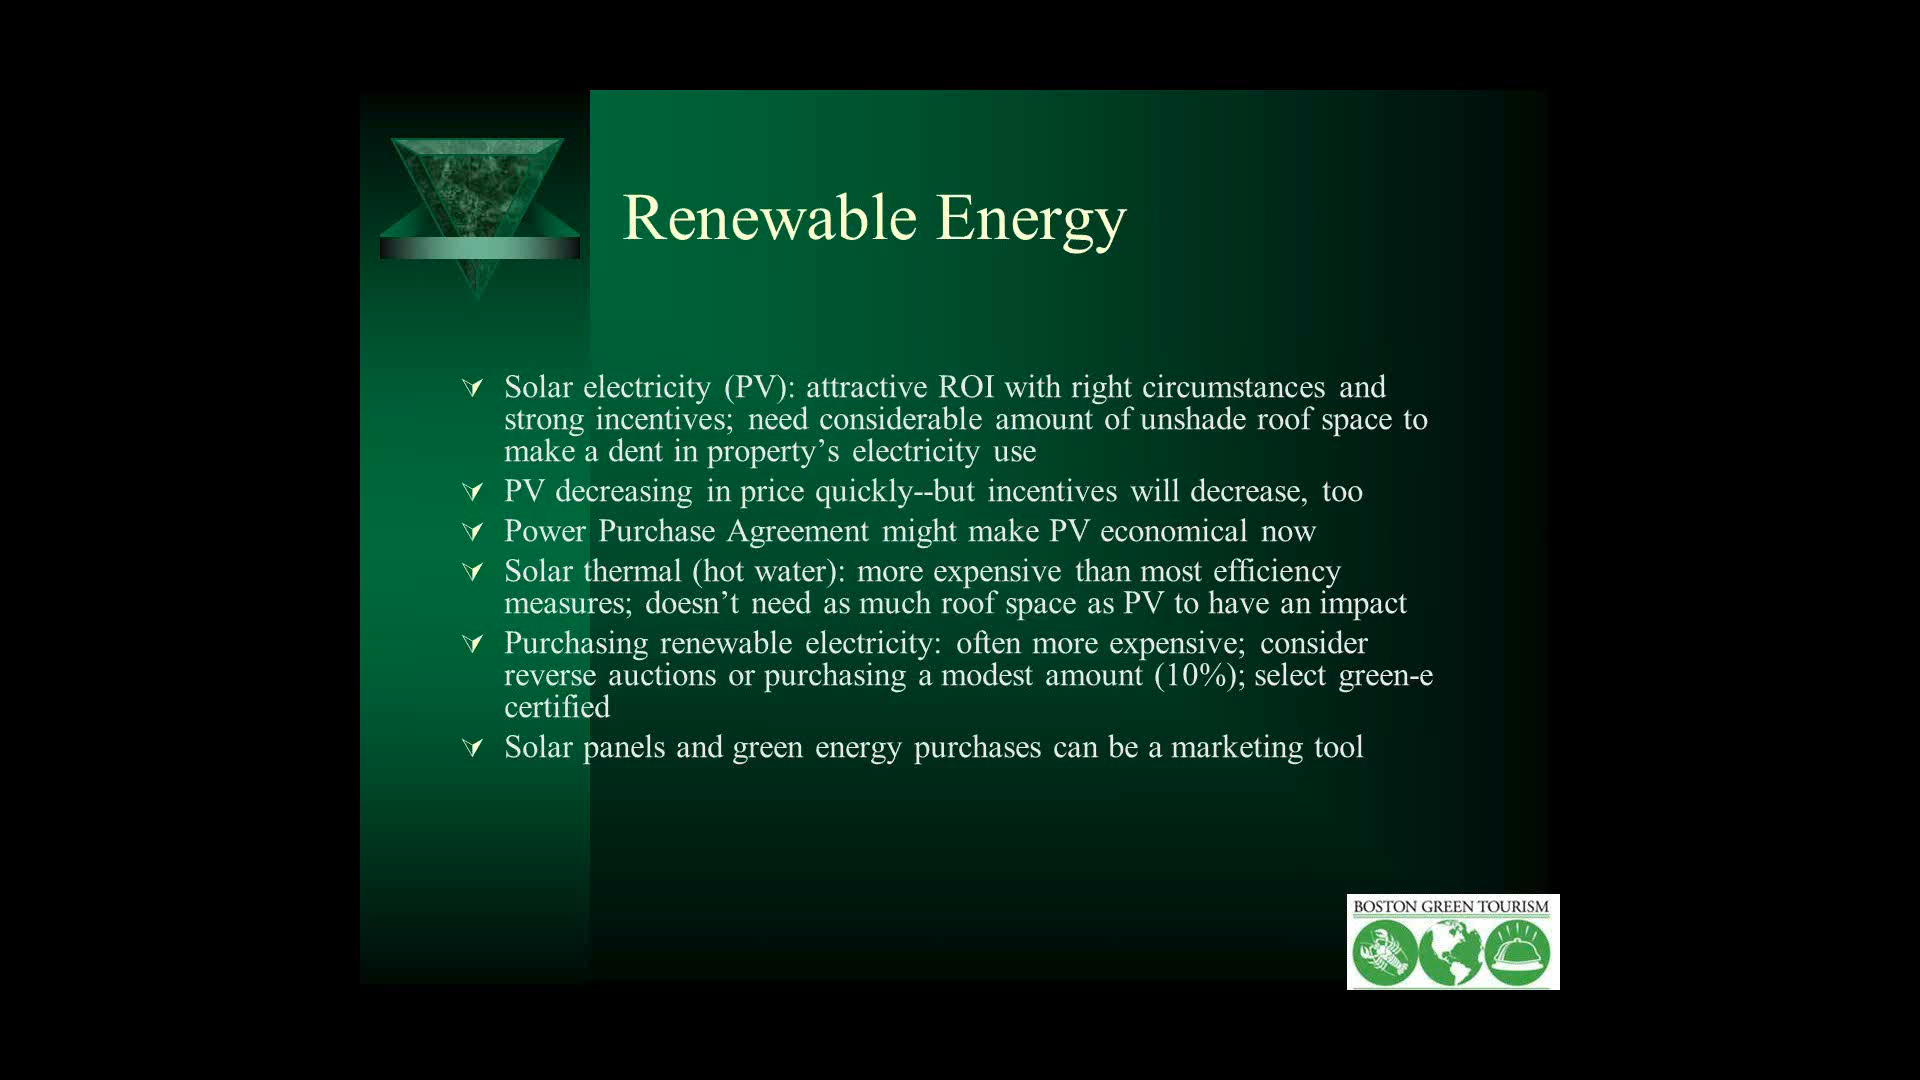 Renewable Energy
Solar electricity (PV): attractive ROI with right circumstances and
strong incentives; need considerable amount of unshade roof space to
make a dent in property’s electricity use
PV decreasing in price quickly--but incentives will decrease, too
Power Purchase Agreement might make PV economical now
Solar thermal (hot water): more expensive than most efficiency
measures; doesn’t need as much roof space as PV to have an impact
Purchasing renewable electricity: often more expensive; consider
reverse auctions or purchasing a modest amount (10%); select green-e
certified
Solar panels and green energy purchases can be a marketing tool
BOSTON GREEN TOURISM